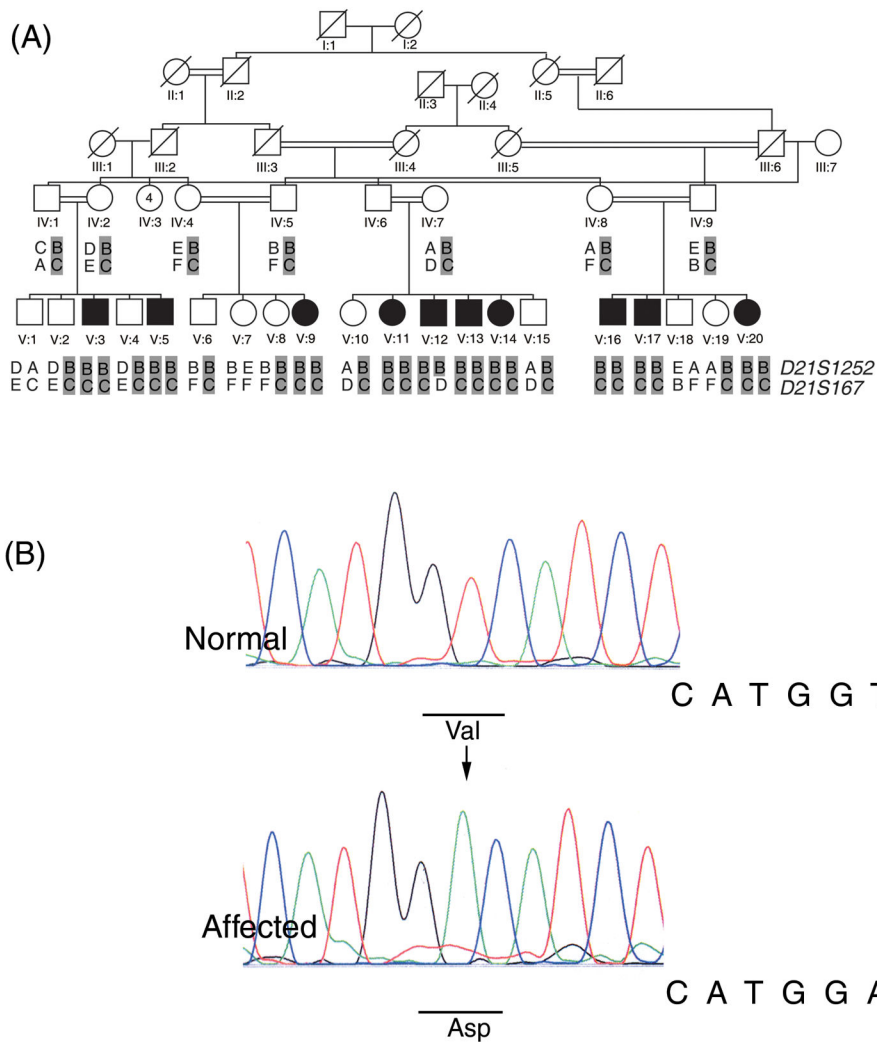 (A)
I:1 I:2
II:1 II:2 II:3 II:4 II:5 II:6
III:1 III:2 III:3 III:4 III:5 III:6 III:7
4
IV:1 IV:2 IV:3 IV:4 IV:5 IV:6 IV:7 IV:8 IV:9
C B D B E B B B A B A B E B
A C E C F C F C D C F C B C
V:1 V:2 V:3 V:4 V:5 V:6 V:7 V:8 V:9 V:10 V:11 V:12 V:13 V:14 V:15 V:16 V:17 V:18 V:19 V:20
D A D B B B D B B B B B B E B B B B A B B B B B B B B B A B B B B B E A A B B B D21S1252
E C E C C C E C C C F C F F F C C C D C C C C D C C C C D C C C C C B F F C C C D21S167
(B)
Normal
C A T G G T
Val
Affected
C A T G G A
Asp